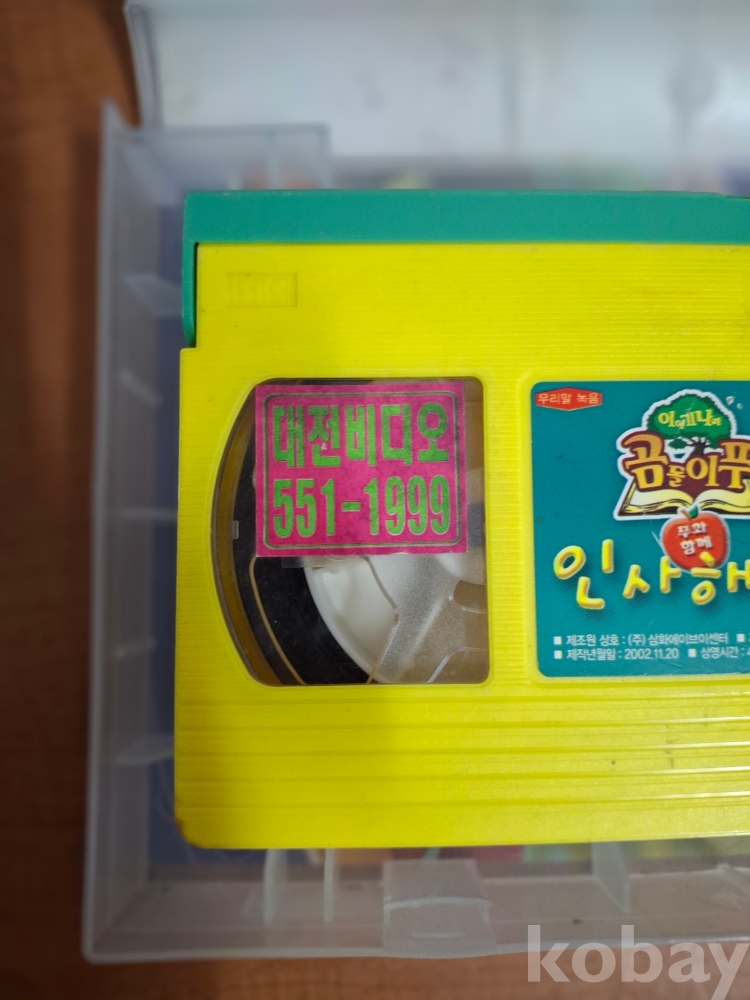 대전비디오
551-1999
우리말 녹음
이야기나라
곰돌이푸
푸와
함께
인사해
■ 제조원 상호 : (주) 삼화에이브이센터 ■
■ 제작년월일 : 2002.11.20 ■ 상영시간 : 4
kobay